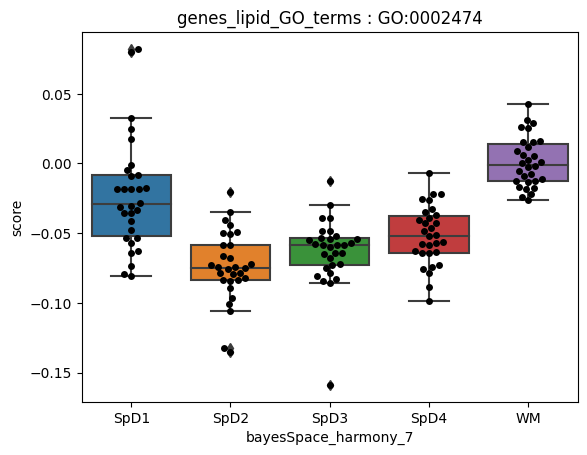 genes_lipid_GO_terms : GO:0002474
score
0.05
0.00
−0.05
−0.10
−0.15
SpD1 SpD2 SpD3 SpD4 WM
bayesSpace_harmony_7